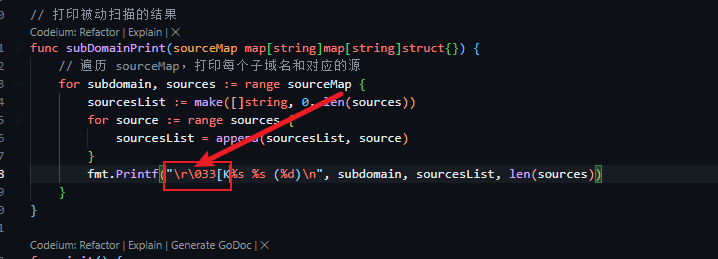 // 打印被动扫描的结果
Codeium: Refactor | Explain | ✕
func subDomainPrint(sourceMap map[string]map[string]struct{}) {
// 遍历 sourceMap，打印每个子域名和对应的源
for subdomain, sources := range sourceMap {
sourcesList := make([]string, 0, len(sources))
for source := range sources {
sourcesList = append(sourcesList, source)
}
fmt.Printf("\r\033[K%s %s (%d)\n", subdomain, sourcesList, len(sources))
}
}
Codeium: Refactor | Explain | Generate GoDoc | ✕